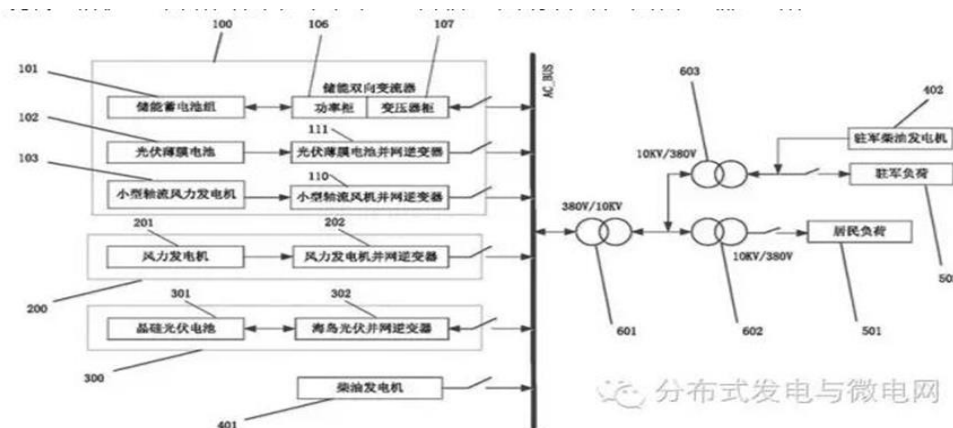 100
106
107
101
储能双向变流器
储能蓄电池组
功率柜
变压器柜
AC_BUS
603
402
102
111
光伏薄膜电池
光伏薄膜电池并网逆变器
驻军柴油发电机
103
110
10KV/380V
小型轴流风力发电机
小型轴流风机并网逆变器
驻军负荷
380V/10KV
201
202
风力发电机
风力发电机并网逆变器
居民负荷
10KV/380V
200
301
302
601
602
501
晶硅光伏电池
海岛光伏并网逆变器
300
柴油发电机
401
分布式发电与微电网